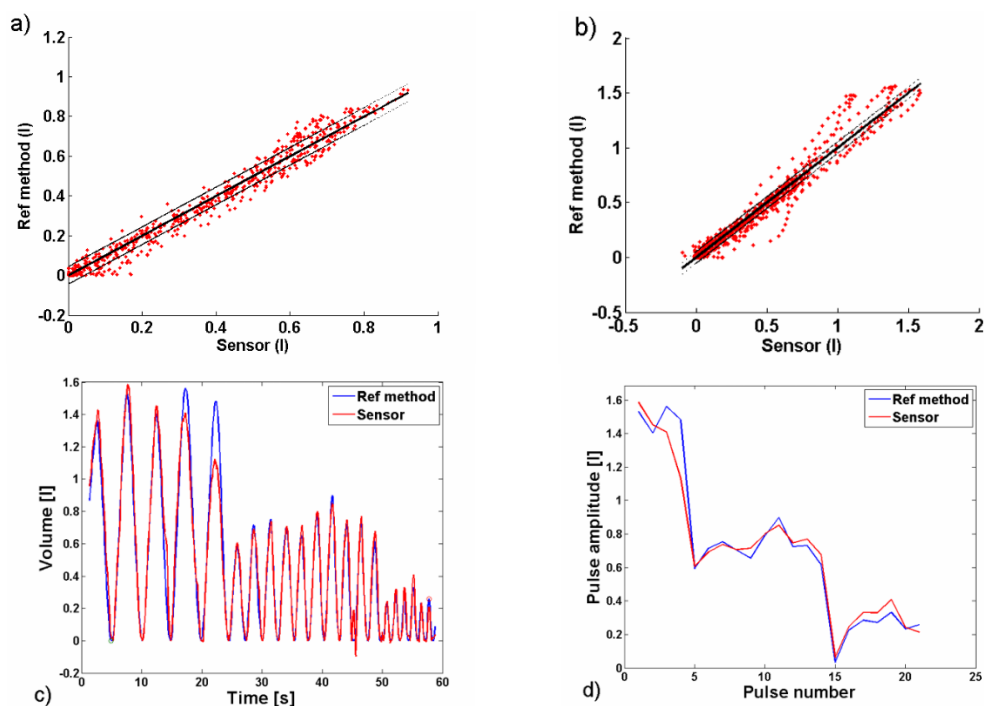 a)
1.2
1
0.8
0.6
0.4
0.2
0
-0.2
Ref method (l)
0 0.2 0.4 0.6 0.8 1
Sensor (l)
b)
2
1.5
1
0.5
0
-0.5
Ref method (l)
-0.5 0 0.5 1 1.5 2
Sensor (l)
Ref method
Sensor
1.6
1.4
1.2
1
0.8
0.6
0.4
0.2
0
-0.2
Volume [l]
0 10 20 30 40 50 60
c)
Time [s]
Ref method
Sensor
1.8
1.6
1.4
1.2
1
0.8
0.6
0.4
0.2
0
Pulse amplitude [l]
0 5 10 15 20 25
d)
Pulse number